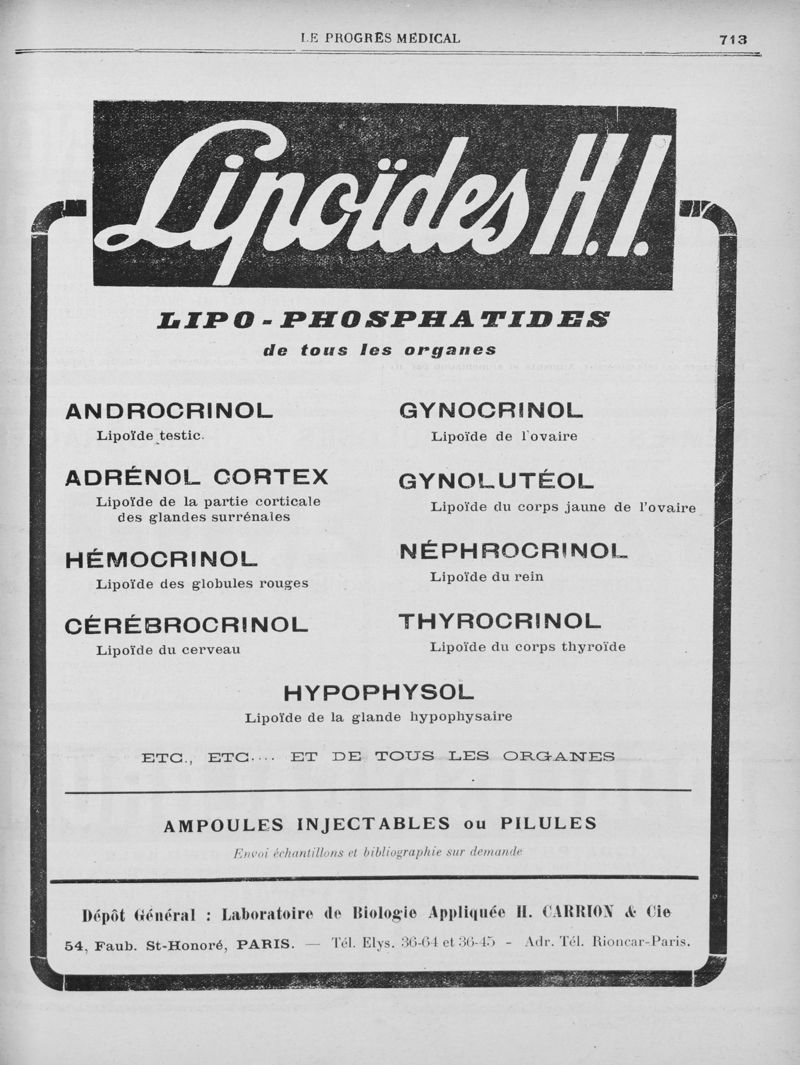 LE PROGRÈS MÉDICAL
713
Lipoïdes H.I.
LIPO-PHOSPHATIDES
de tous les organes
ANDROCRINOL
Lipoïde testic.
ADRÉNOL CORTEX
Lipoïde de la partie corticale
des glandes surrénales
HÉMOCRINOL
Lipoïde des globules rouges
CÉRÉBROCRINOL
Lipoïde du cerveau
GYNOCRINOL
Lipoïde de l'ovaire
GYNOLUTÉOL
Lipoïde du corps jaune de l'ovaire
NÉPHROCRINOL
Lipoïde du rein
THYROCRINOL
Lipoïde du corps thyroïde
HYPOPHYSOL
Lipoïde de la glande hypophysaire
ETC., ETC.... ET DE TOUS LES ORGANES
AMPOULES INJECTABLES ou PILULES
Envoi échantillons et bibliographie sur demande
Dépôt Général : Laboratoire de Biologie Appliquée H. CARRION & Cie
54, Faub. St-Honoré, PARIS. — Tél. Elys. 36-64 et 36-45 - Adr. Tél. Rioncar-Paris.